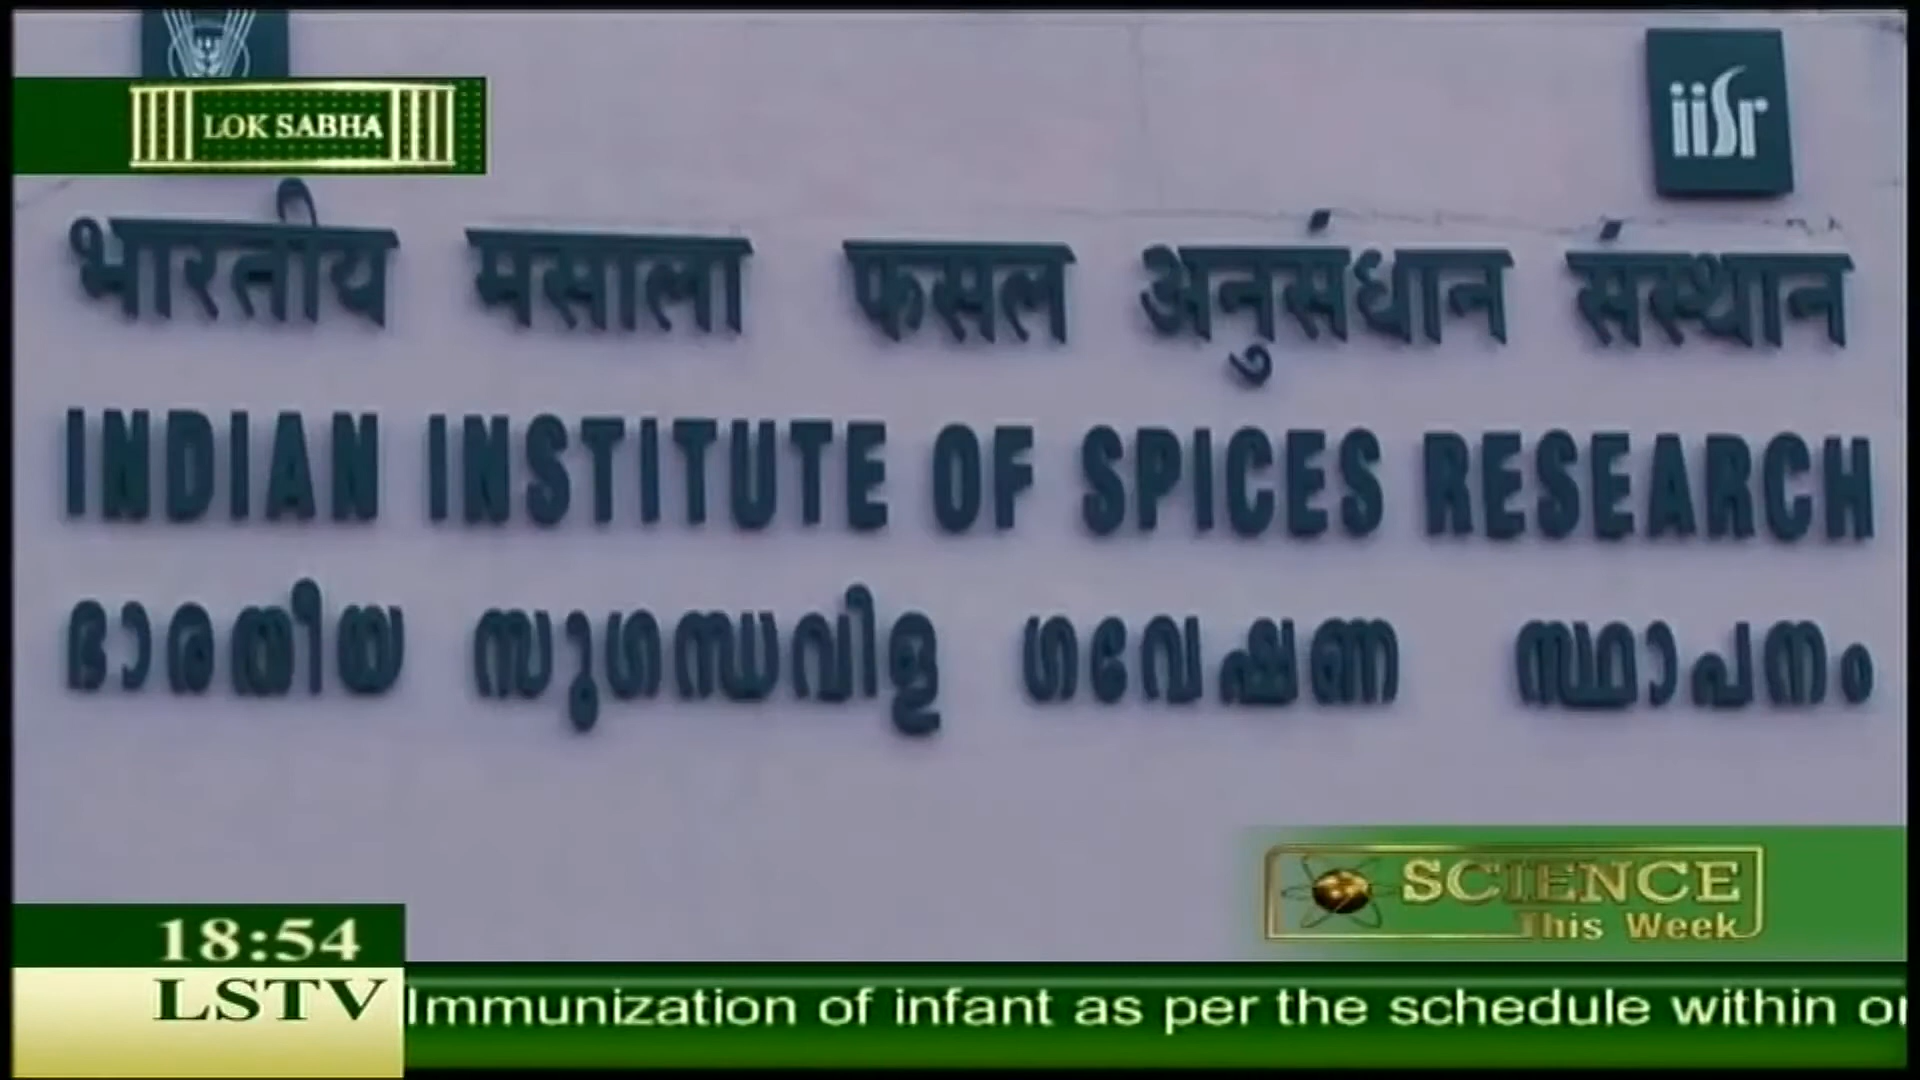 LOK SABHA
iisr
भारतीय मसाला फसल अनुसंधान संस्थान
INDIAN INSTITUTE OF SPICES RESEARCH
ഭാരതീയ സുഗന്ധവിള ഗവേഷണ സ്ഥാപനം
SCIENCE
This Week
18:54
LSTV
Immunization of infant as per the schedule within